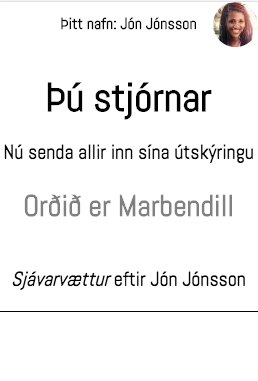 Þitt nafn: Jón Jónsson
Þú stjórnar
Nú senda allir inn sína útskýringu
Orðið er Marbendill
Sjávarvættur eftir Jón Jónsson